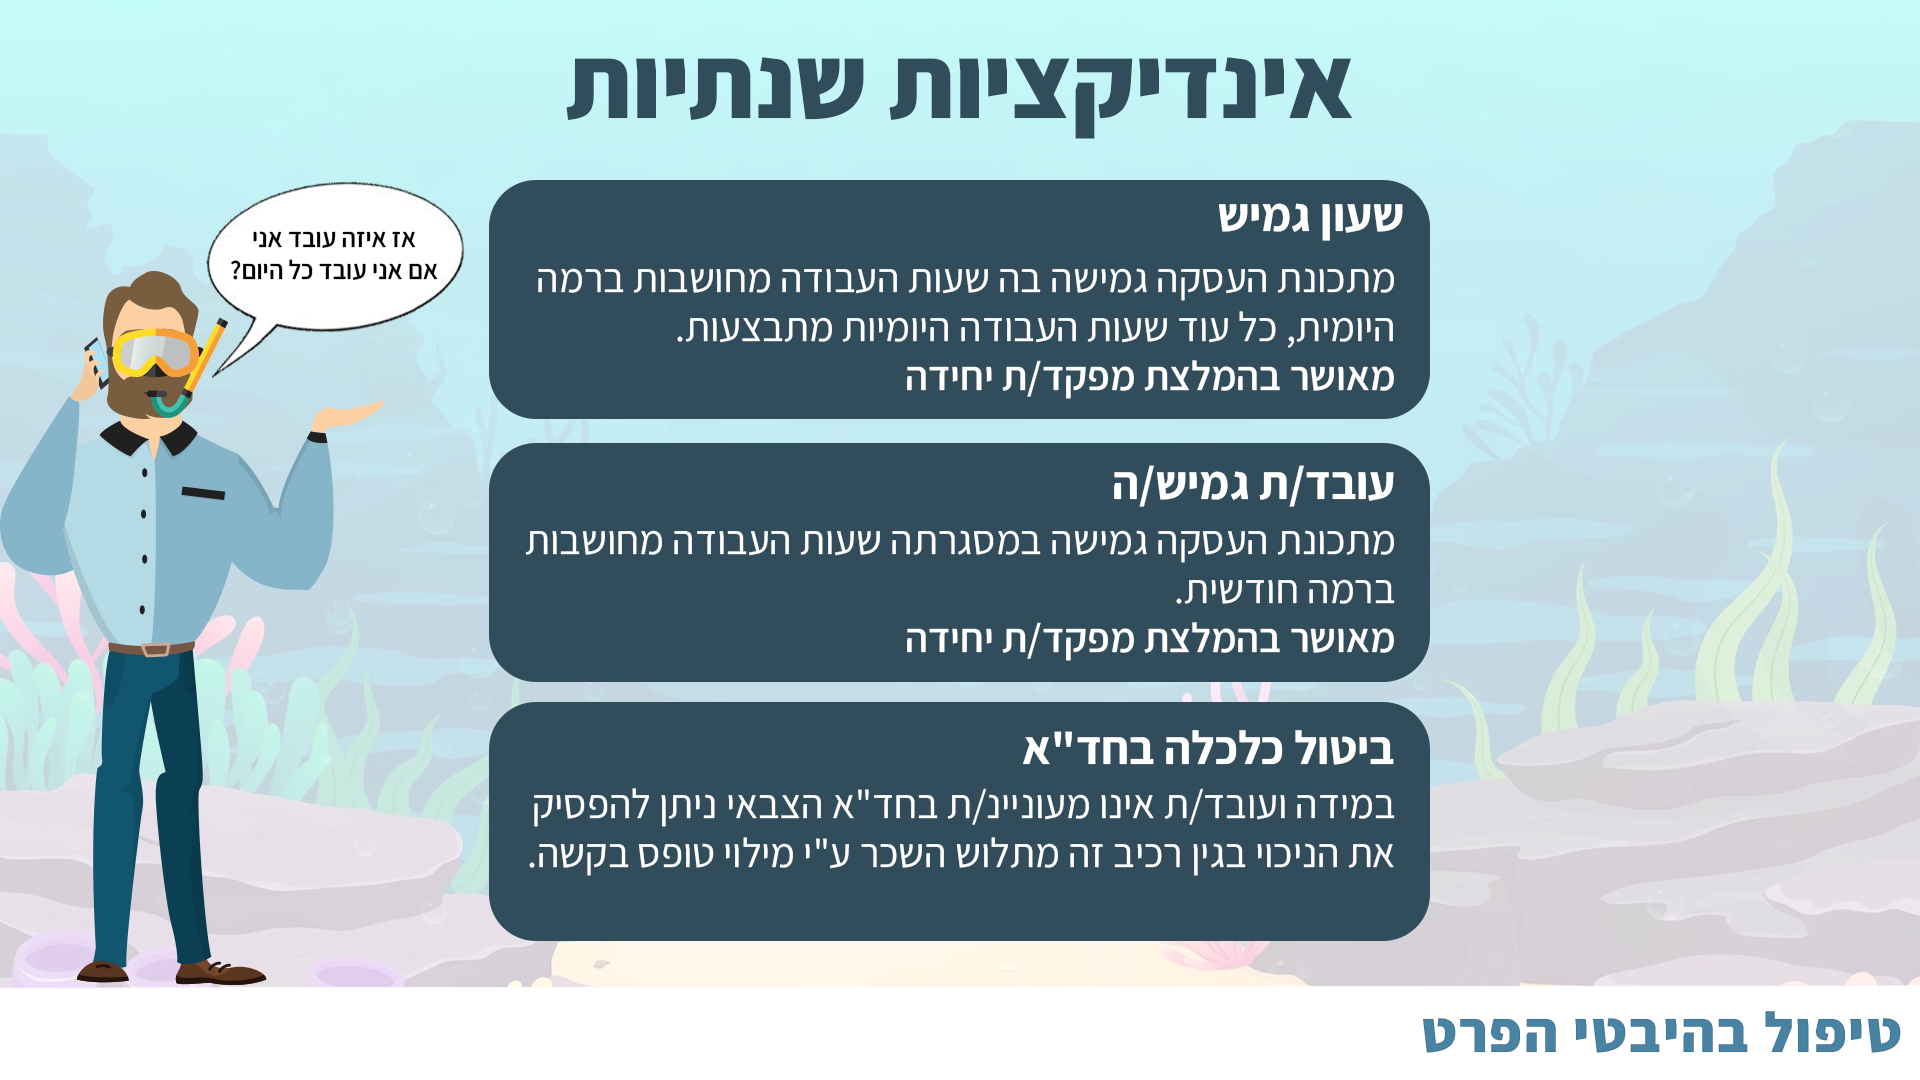 אינדיקציות שנתיות
אז איזה עובד אני
אם אני עובד כל היום?
שעון גמיש
מתכונת העסקה גמישה בה שעות העבודה מחושבות ברמה
היומית, כל עוד שעות העבודה היומיות מתבצעות.
מאושר בהמלצת מפקד/ת יחידה
עובד/ת גמיש/ה
מתכונת העסקה גמישה במסגרתה שעות העבודה מחושבות
ברמה חודשית.
מאושר בהמלצת מפקד/ת יחידה
ביטול כלכלה בחד"א
במידה ועובד/ת אינו מעוניינ/ת בחד"א הצבאי ניתן להפסיק
את הניכוי בגין רכיב זה מתלוש השכר ע"י מילוי טופס בקשה.
טיפול בהיבטי הפרט